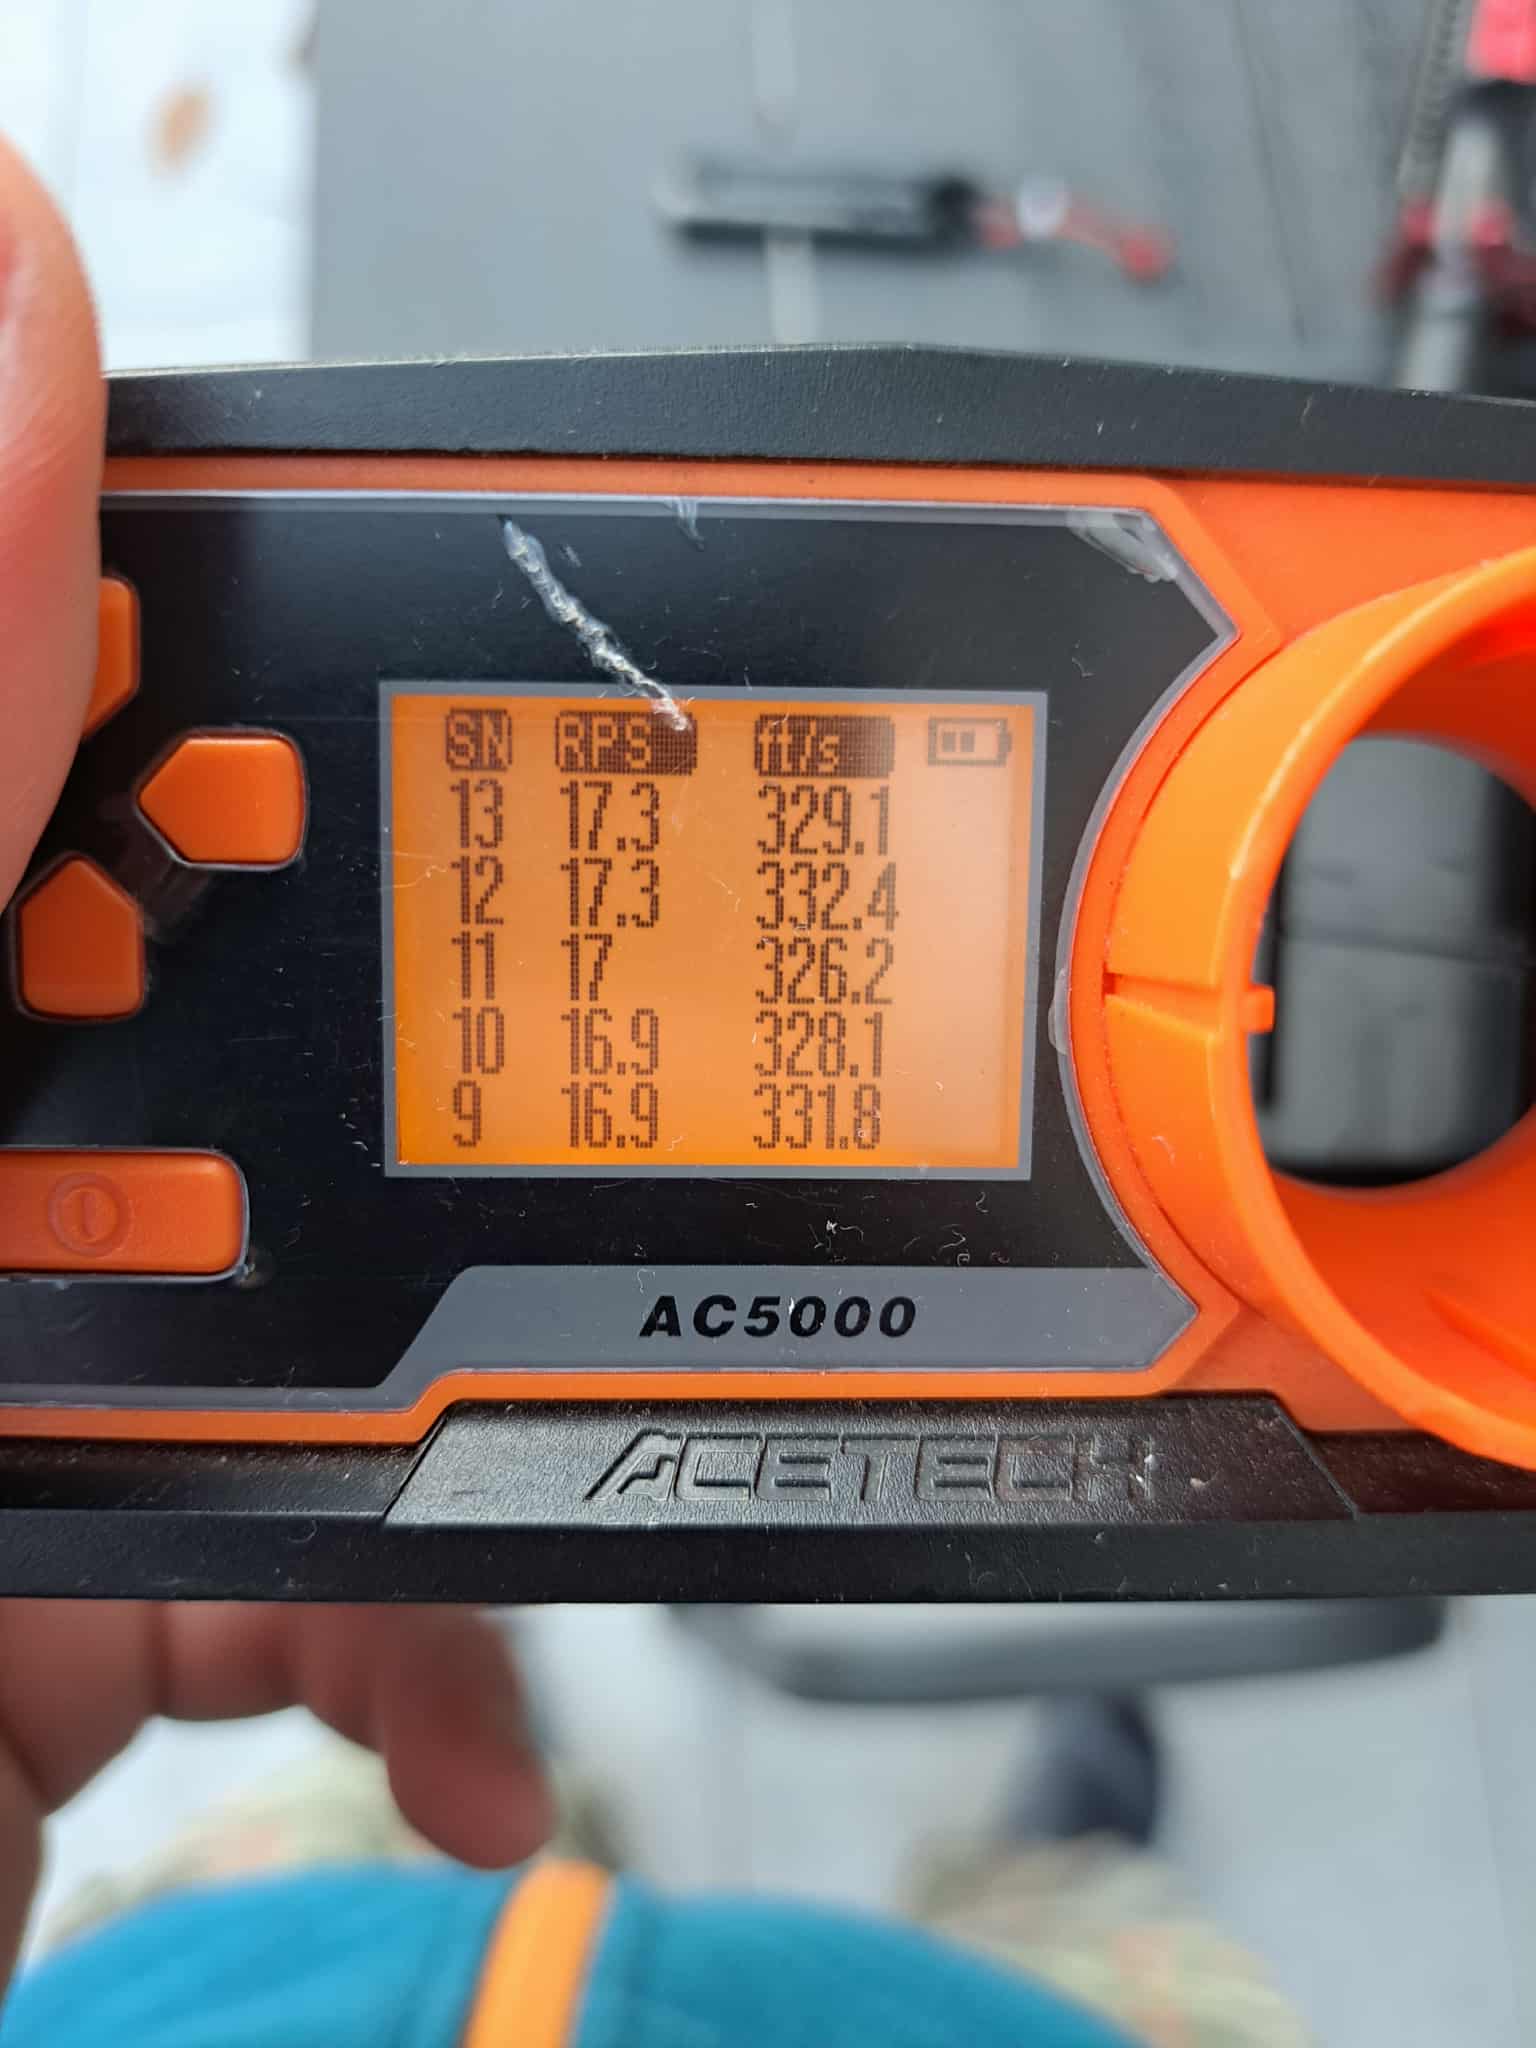 SN RPS ft/s
13 17.3 329.1
12 17.3 332.4
11 17 326.2
10 16.9 328.1
9 16.9 331.8
AC5000
ACETECH